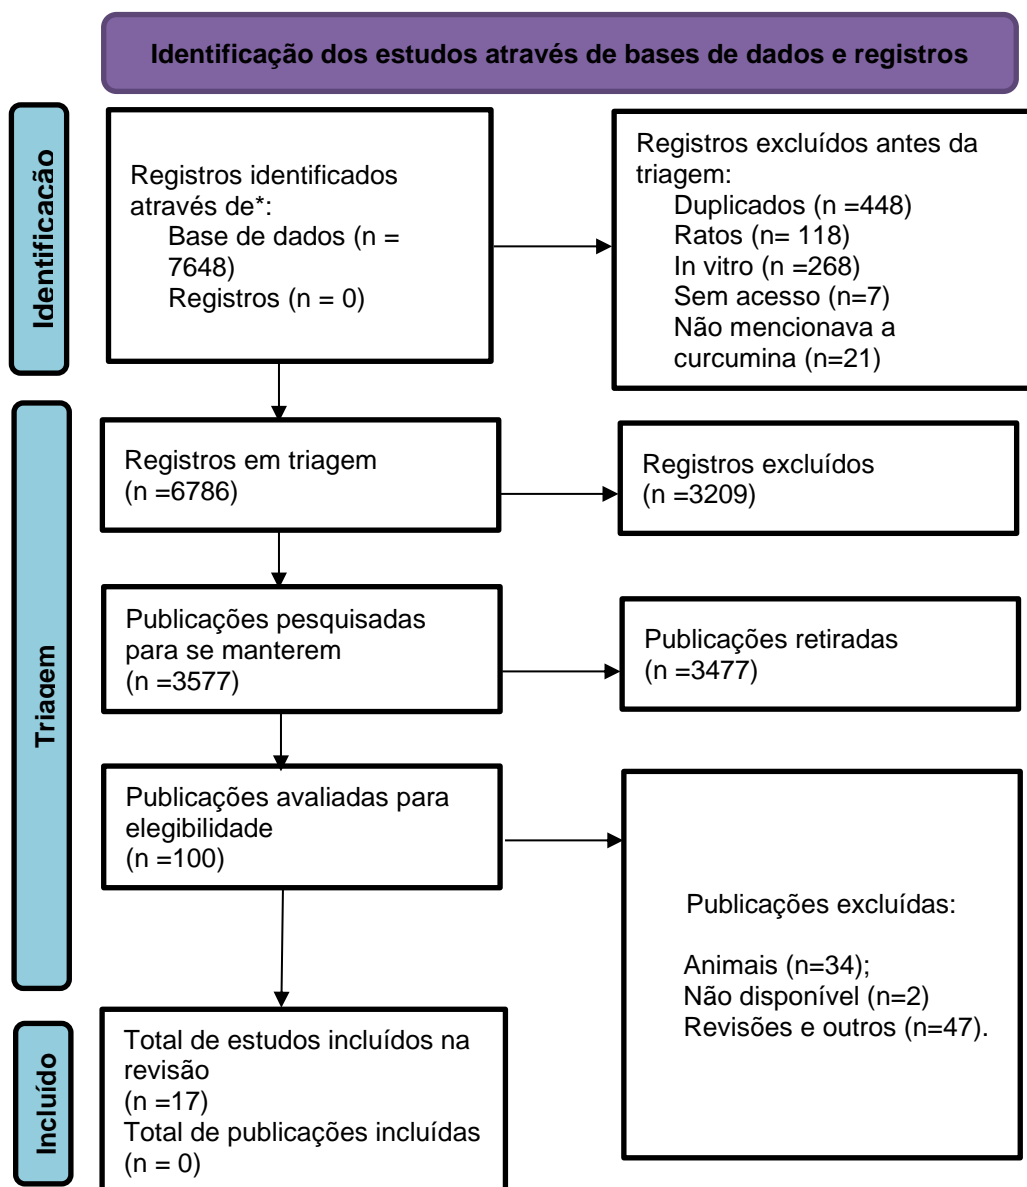 Identificação dos estudos através de bases de dados e registros
Identificação
Registros identificados
através de*:
Base de dados (n =
7648)
Registros (n = 0)
Registros excluídos antes da
triagem:
Duplicados (n =448)
Ratos (n= 118)
In vitro (n =268)
Sem acesso (n=7)
Não mencionava a
curcumina (n=21)
Triagem
Registros em triagem
(n =6786)
Registros excluídos
(n =3209)
Publicações pesquisadas
para se manterem
(n =3577)
Publicações retiradas
(n =3477)
Publicações avaliadas para
elegibilidade
(n =100)
Publicações excluídas:
Animais (n=34);
Não disponível (n=2)
Revisões e outros (n=47).
Incluído
Total de estudos incluídos na
revisão
(n =17)
Total de publicações incluídas
(n = 0)